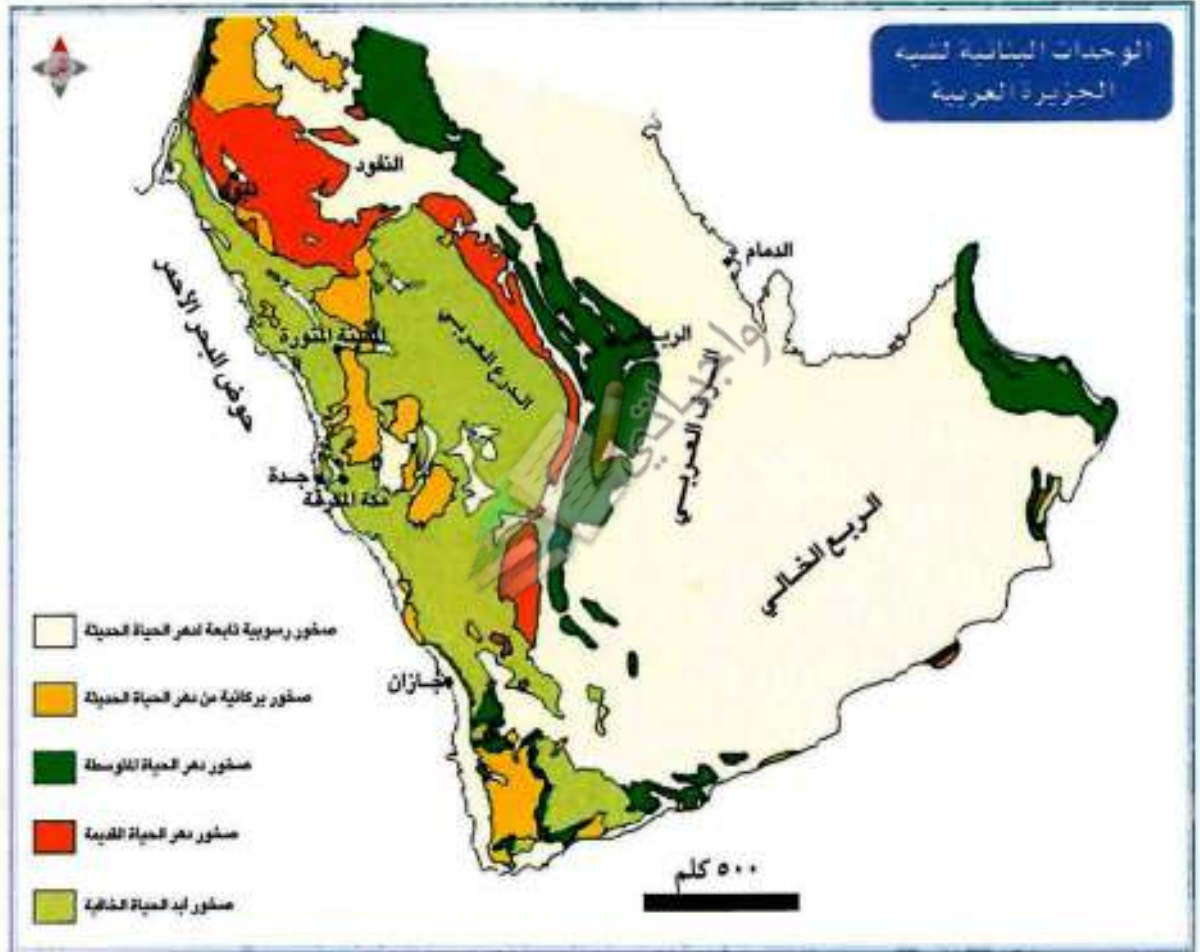 الوحدات البنائية لشبه
الجزيرة العربية
النفود
تبوك
الدمام
حوض البحر الأحمر
المدينة المنورة
الدرع العربي
الرياض
الرف العربي
واجباتي
جدة
مكة المكرمة
الربع الخالي
جازان
صخور رسوبية تابعة لدهر الحياة الحديثة
صخور بركانية من دهر الحياة الحديثة
صخور دهر الحياة المتوسطة
صخور دهر الحياة القديمة
صخور أبد الحياة الخافية
٥٠٠ كلم